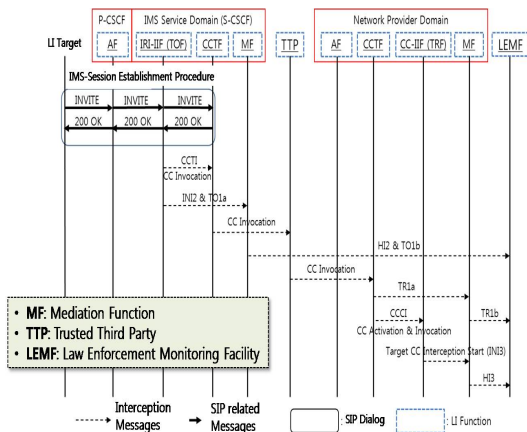 P-CSCF
IMS Service Domain (S-CSCF)
Network Provider Domain
LI Target
AF
IRI-IIF (TOF)
CCTF
MF
TTP
AF
CCTF
CC-IIF (TRF)
MF
LEMF
IMS-Session Establishment Procedure
INVITE
INVITE
INVITE
200 OK
200 OK
200 OK
CCTI
CC Invocation
INI2 & TO1a
CC Invocation
HI2 & TO1b
CC Invocation
TR1a
CCCI
TR1b
CC Activation & Invocation
Target CC Interception Start (INI3)
HI3
• MF: Mediation Function
• TTP: Trusted Third Party
• LEMF: Law Enforcement Monitoring Facility
Interception Messages
SIP related Messages
: SIP Dialog
: LI Function